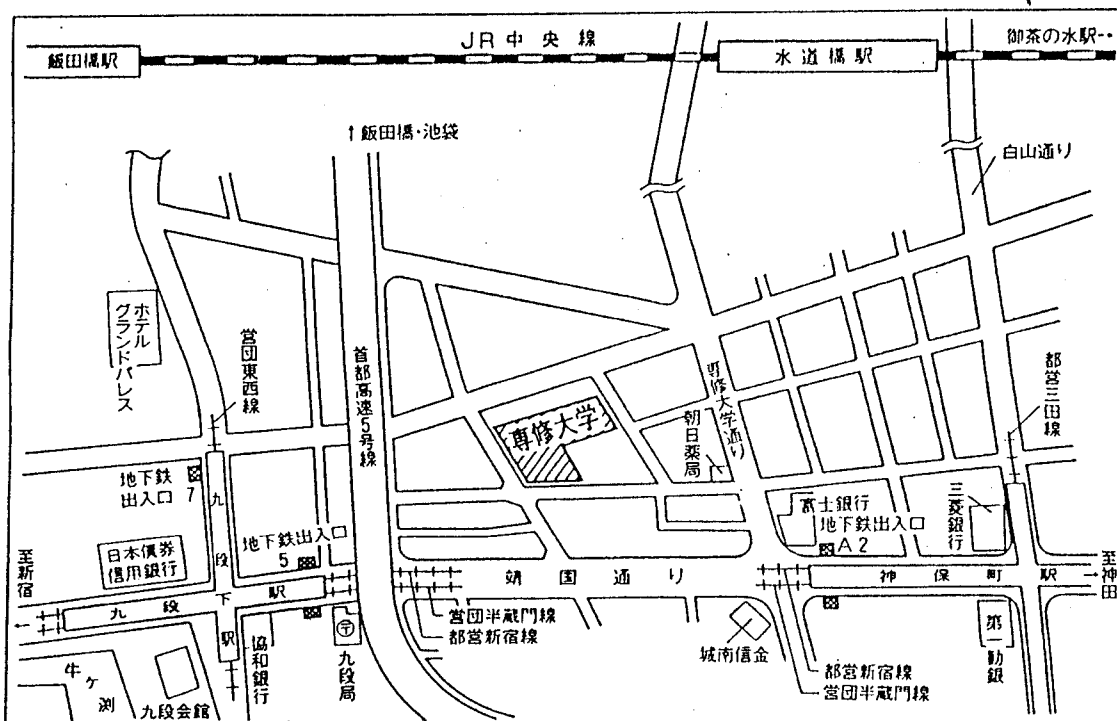 JR中央線
御茶の水駅
飯田橋駅
水道橋駅
↑飯田橋・池袋
白山通り
ホテル
グランドパレス
営団東西線
首都高速5号線
専修大学
専修大学通り
朝日薬局
都営三田線
地下鉄
出入口
7
地下鉄出入口
5
富士銀行
地下鉄出入口
A2
三菱銀行
日本債券
信用銀行
至新宿
←
九段下駅
九段下駅
靖国通り
神保町駅
至神田
→
営団半蔵門線
都営新宿線
協和銀行
〒
九段局
城南信金
都営新宿線
営団半蔵門線
第一勧銀
牛ヶ渕
九段会館